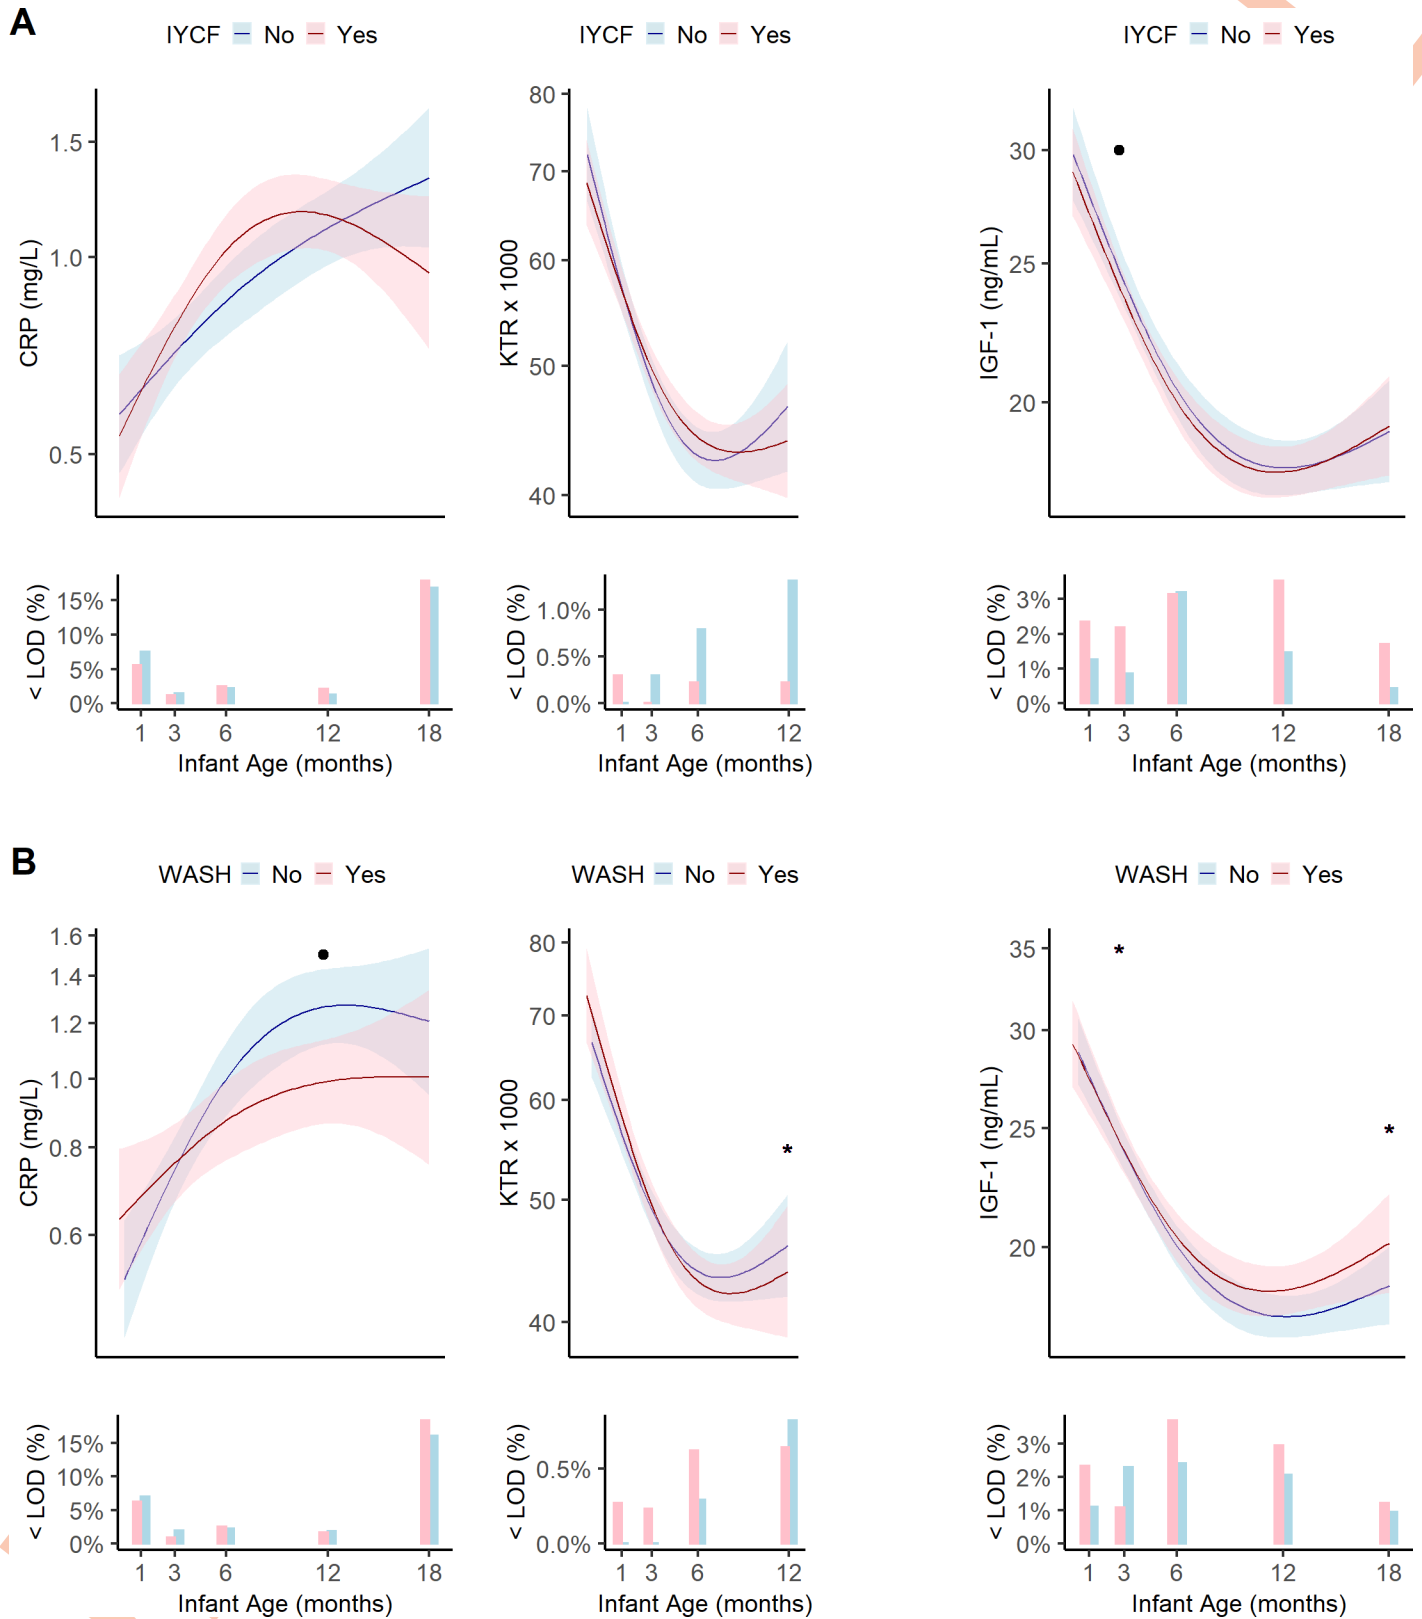 A
IYCF No Yes
IYCF No Yes
IYCF No Yes
CRP (mg/L)
1.5
1.0
0.5
KTR x 1000
80
70
60
50
40
IGF-1 (ng/mL)
30
25
20
< LOD (%)
15%
10%
5%
0%
1 3 6 12 18
Infant Age (months)
< LOD (%)
1.0%
0.5%
0.0%
1 3 6 12
Infant Age (months)
< LOD (%)
3%
2%
1%
0%
1 3 6 12 18
Infant Age (months)
B
WASH No Yes
WASH No Yes
WASH No Yes
CRP (mg/L)
1.6
1.4
1.2
1.0
0.8
0.6
KTR x 1000
80
70
60
50
40
*
IGF-1 (ng/mL)
35
30
25
20
*
*
< LOD (%)
15%
10%
5%
0%
1 3 6 12 18
Infant Age (months)
< LOD (%)
0.5%
0.0%
1 3 6 12
Infant Age (months)
< LOD (%)
3%
2%
1%
0%
1 3 6 12 18
Infant Age (months)